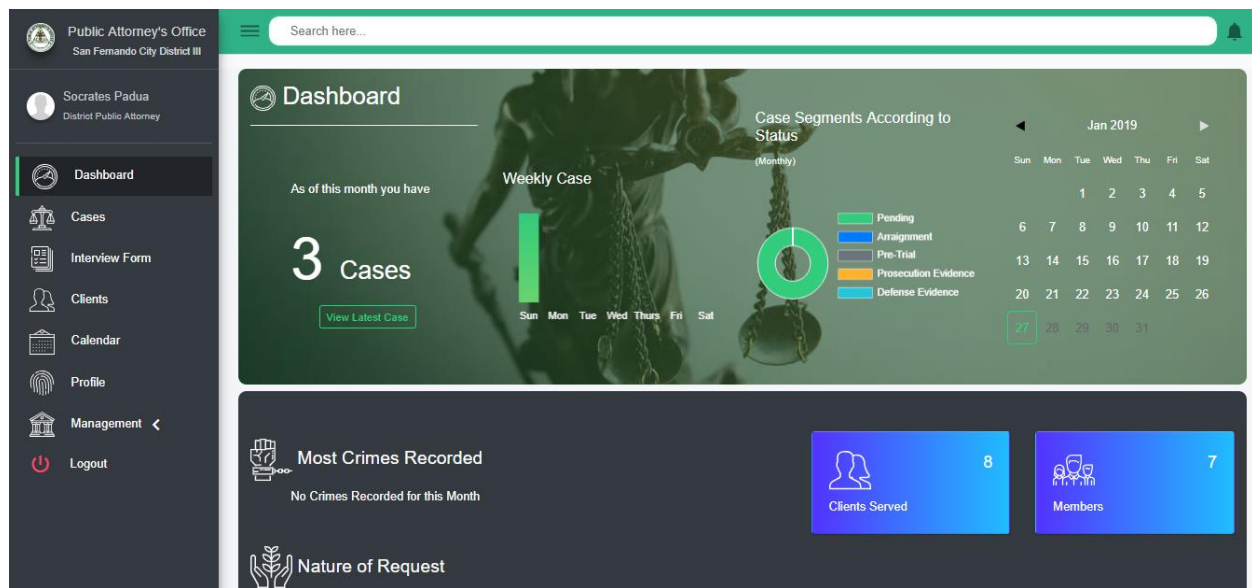 Public Attorney's Office
San Fernando City District III
Search here...
Socrates Padua
District Public Attorney
Dashboard
Cases
Interview Form
Clients
Calendar
Profile
Management
Logout
Dashboard
As of this month you have
3 Cases
View Latest Case
Weekly Case
Sun Mon Tue Wed Thurs Fri Sat
Case Segments According to
Status
(Monthly)
Pending
Arraignment
Pre-Trial
Prosecution Evidence
Defense Evidence
Jan 2019
Sun Mon Tue Wed Thu Fri Sat
1 2 3 4 5
6 7 8 9 10 11 12
13 14 15 16 17 18 19
20 21 22 23 24 25 26
27 28 29 30 31
Most Crimes Recorded
No Crimes Recorded for this Month
8
Clients Served
7
Members
Nature of Request